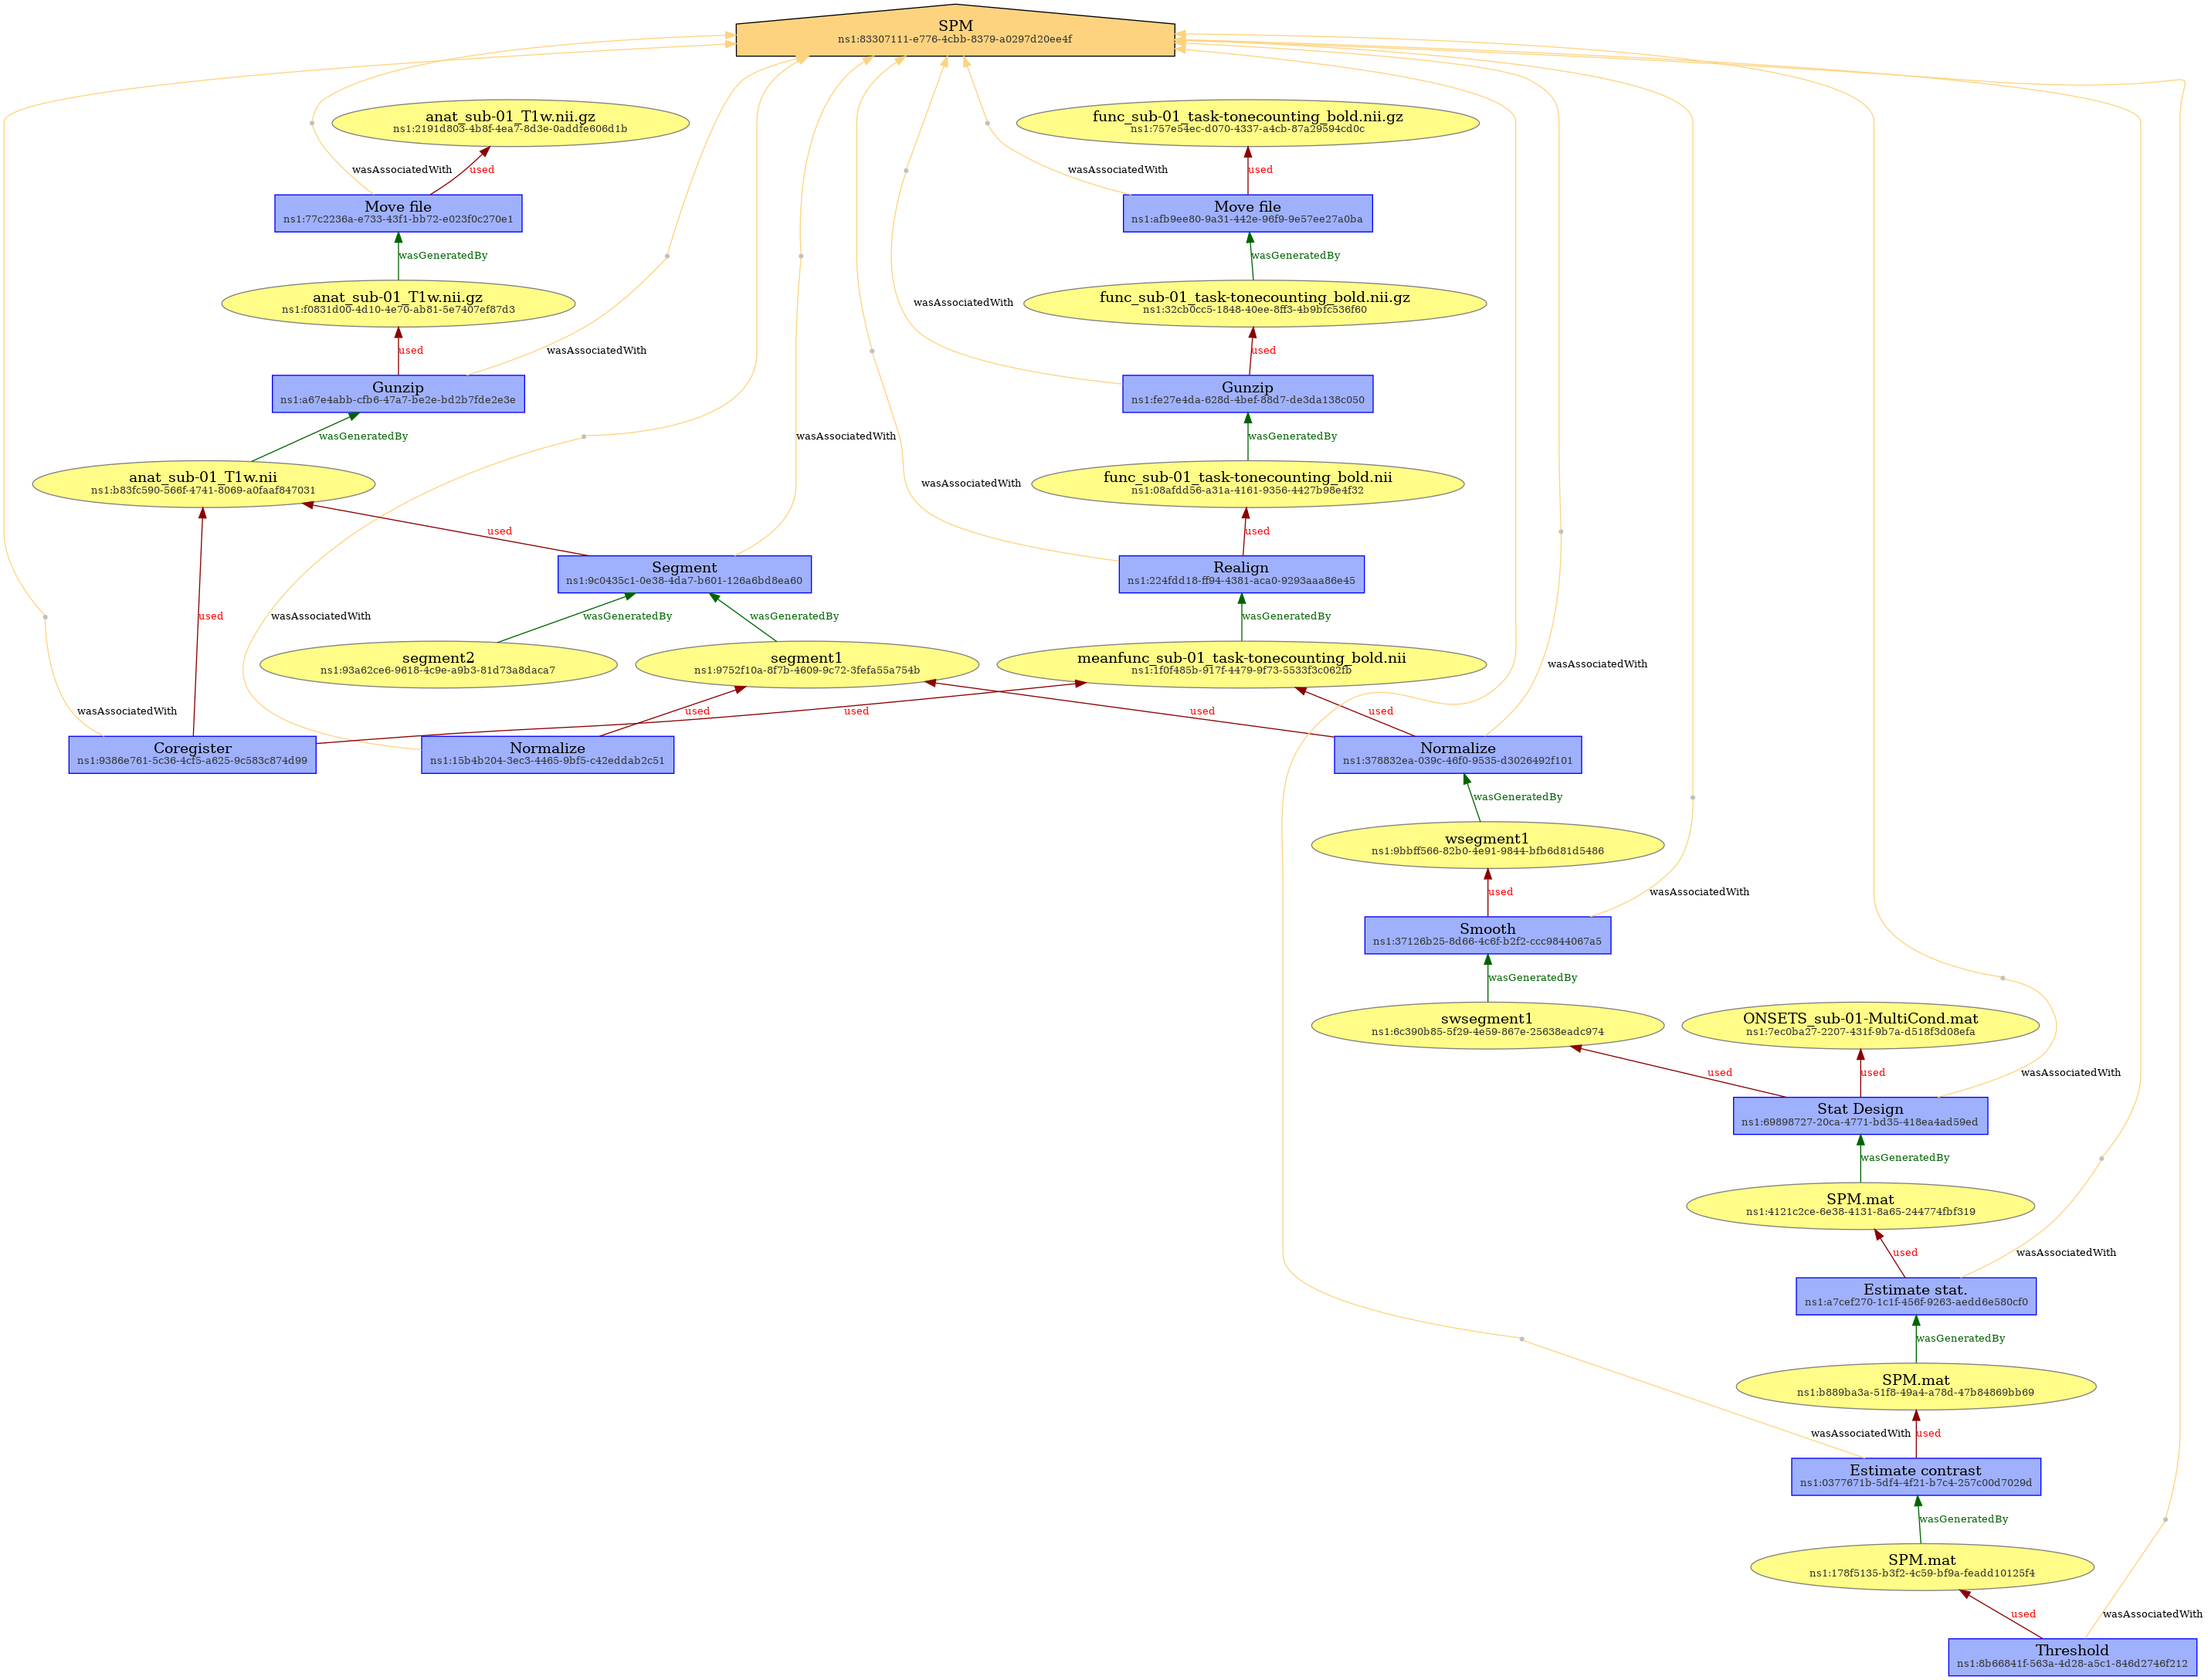 SPM
ns1:83307111-e776-4cbb-8379-a0297d20ee4f
anat_sub-01_T1w.nii.gz
ns1:2191d803-4b8f-4ea7-8d3e-0addfe606d1b
func_sub-01_task-tonecounting_bold.nii.gz
ns1:757e54ec-d070-4337-a4cb-87a29594cd0c
wasAssociatedWith
used
wasAssociatedWith
used
Move file
ns1:77c2236a-e733-43f1-bb72-e023f0c270e1
Move file
ns1:afb9ee80-9a31-442e-96f9-9e57ee27a0ba
wasGeneratedBy
wasGeneratedBy
anat_sub-01_T1w.nii.gz
ns1:f0831d00-4d10-4e70-ab81-5e7407ef87d3
wasAssociatedWith
func_sub-01_task-tonecounting_bold.nii.gz
ns1:32cb0cc5-1848-40ee-8ff3-4b9bfc536f60
used
wasAssociatedWith
used
Gunzip
ns1:a67e4abb-cfb6-47a7-be2e-bd2b7fde2e3e
Gunzip
ns1:fe27e4da-628d-4bef-88d7-de3da138c050
wasGeneratedBy
wasAssociatedWith
wasGeneratedBy
anat_sub-01_T1w.nii
ns1:b83fc590-566f-4741-8069-a0faaf847031
wasAssociatedWith
func_sub-01_task-tonecounting_bold.nii
ns1:08afdd56-a31a-4161-9356-4427b98e4f32
used
used
Segment
ns1:9c0435c1-0e38-4da7-b601-126a6bd8ea60
Realign
ns1:224fdd18-ff94-4381-aca0-9293aaa86e45
used
wasAssociatedWith
wasGeneratedBy
wasGeneratedBy
wasGeneratedBy
segment2
ns1:93a62ce6-9618-4c9e-a9b3-81d73a8daca7
segment1
ns1:9752f10a-8f7b-4609-9c72-3fefa55a754b
meanfunc_sub-01_task-tonecounting_bold.nii
ns1:1f0f485b-917f-4479-9f73-5533f3c062fb
wasAssociatedWith
wasAssociatedWith
used
used
used
used
Coregister
ns1:9386e761-5c36-4cf5-a625-9c583c874d99
Normalize
ns1:15b4b204-3ec3-4465-9bf5-c42eddab2c51
Normalize
ns1:378832ea-039c-46f0-9535-d3026492f101
wasGeneratedBy
wsegment1
ns1:9bbff566-82b0-4e91-9844-bfb6d81d5486
used
wasAssociatedWith
Smooth
ns1:37126b25-8d66-4c6f-b2f2-ccc9844067a5
wasGeneratedBy
swsegment1
ns1:6c390b85-5f29-4e59-867e-25638eadc974
ONSETS_sub-01-MultiCond.mat
ns1:7ec0ba27-2207-431f-9b7a-d518f3d08efa
used
used
wasAssociatedWith
Stat Design
ns1:69898727-20ca-4771-bd35-418ea4ad59ed
wasGeneratedBy
SPM.mat
ns1:4121c2ce-6e38-4131-8a65-244774fbf319
used
wasAssociatedWith
Estimate stat.
ns1:a7cef270-1c1f-456f-9263-aedd6e580cf0
wasGeneratedBy
SPM.mat
ns1:b889ba3a-51f8-49a4-a78d-47b84869bb69
wasAssociatedWith
used
Estimate contrast
ns1:0377671b-5df4-4f21-b7c4-257c00d7029d
wasGeneratedBy
SPM.mat
ns1:178f5135-b3f2-4c59-bf9a-feadd10125f4
used
wasAssociatedWith
Threshold
ns1:8b66841f-563a-4d28-a5c1-846d2746f212